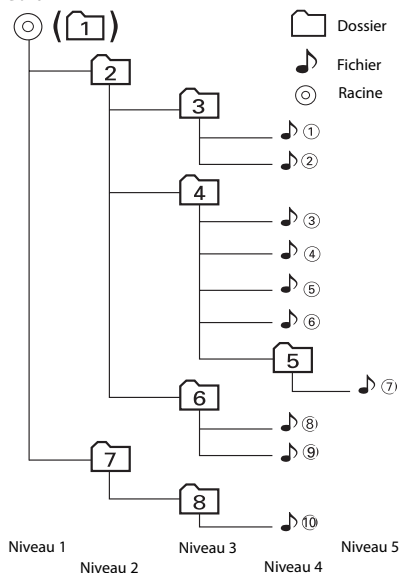 ( 1 )
Dossier
Fichier
Racine
2
3
①
②
4
③
④
⑤
⑥
5
⑦
6
⑧
⑨
7
8
⑩
Niveau 1 Niveau 3 Niveau 5
Niveau 2 Niveau 4